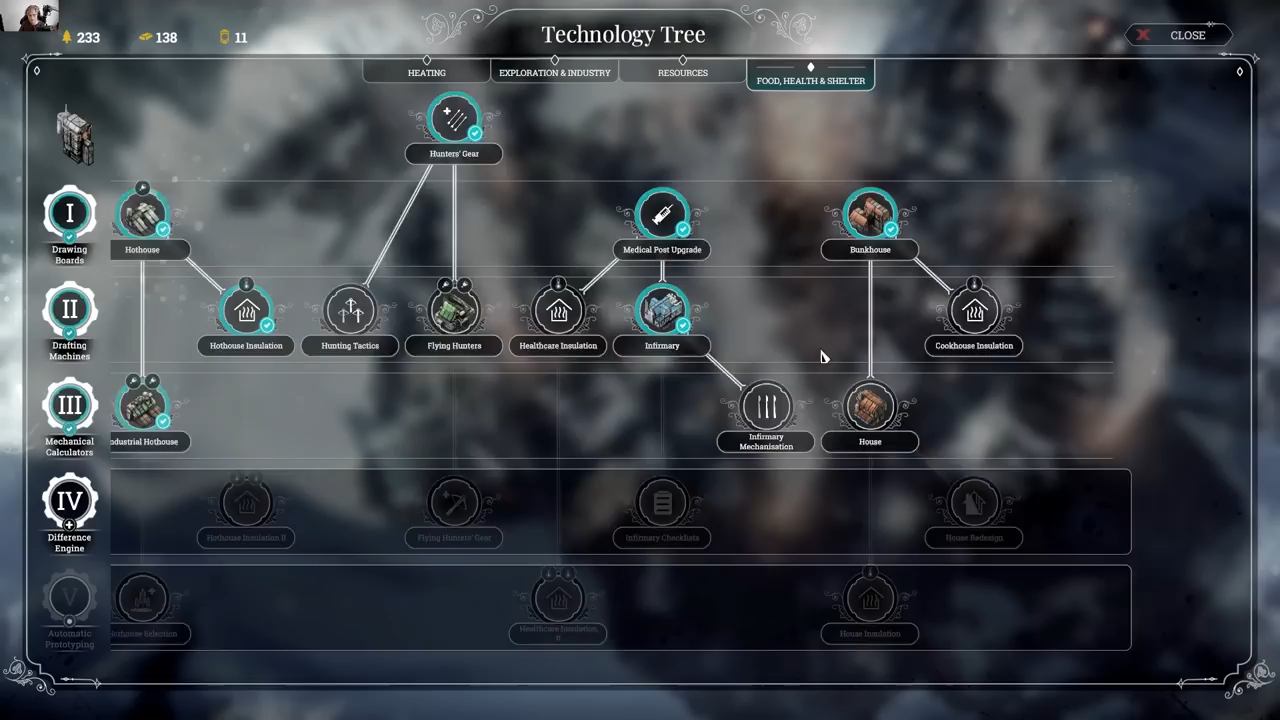 233 138 11
Technology Tree
CLOSE
HEATING
EXPLORATION & INDUSTRY
RESOURCES
FOOD, HEALTH & SHELTER
Hunters' Gear
I
Drawing
Boards
Hothouse
Medical Post Upgrade
Bunkhouse
II
Drafting
Machines
Hothouse Insulation
Hunting Tactics
Flying Hunters
Healthcare Insulation
Infirmary
Cookhouse Insulation
III
Mechanical
Calculators
ndustrial Hothouse
Infirmary
Mechanisation
House
IV
Difference
Engine
Hothouse Insulation II
Flying Hunters' Gear
Infirmary Checklists
House Redesign
V
Automatic
Prototyping
Hothouse Selection
Healthcare Insulation,
II
House Insulation